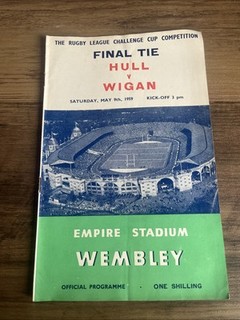 THE RUGBY LEAGUE CHALLENGE CUP COMPETITION
FINAL TIE
HULL
V
WIGAN
SATURDAY, MAY 9th, 1959 KICK-OFF 3 pm
EMPIRE STADIUM
WEMBLEY
OFFICIAL PROGRAMME · ONE SHILLING